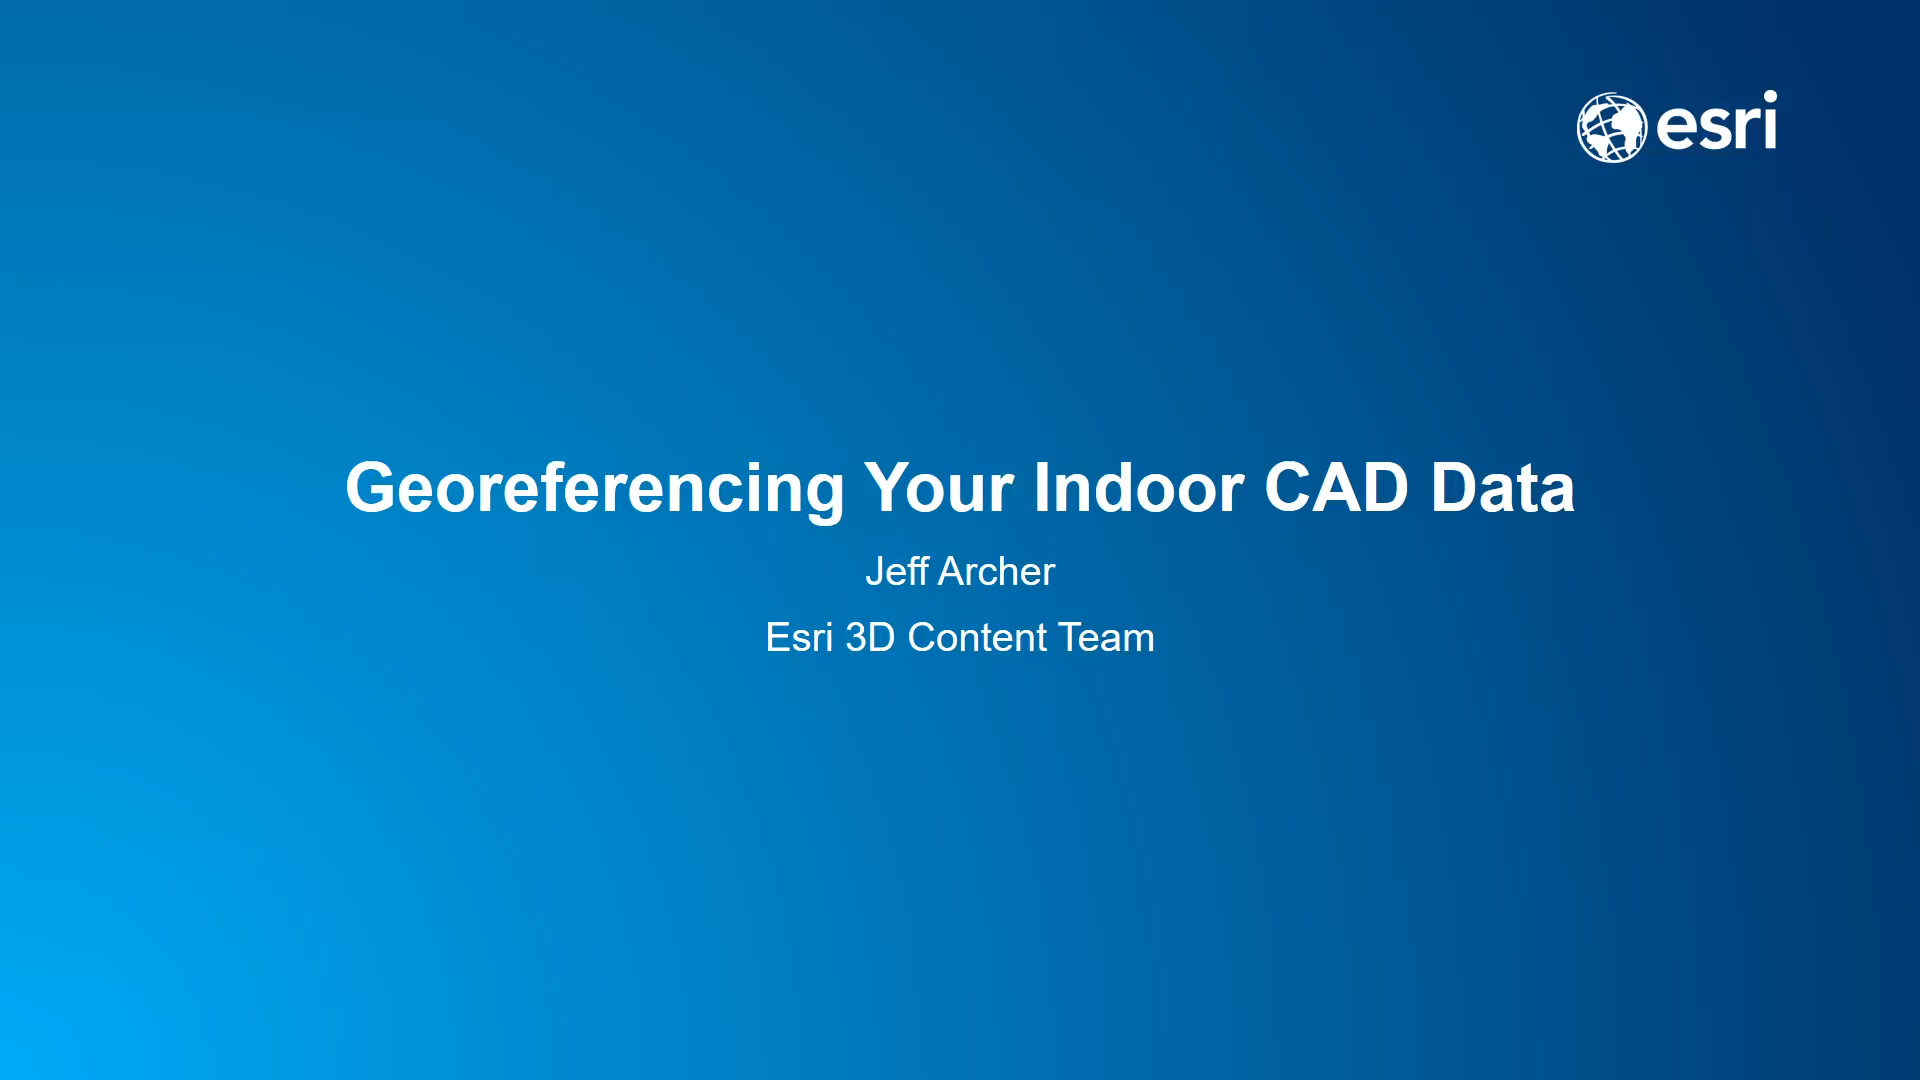 esri
Georeferencing Your Indoor CAD Data
Jeff Archer
Esri 3D Content Team